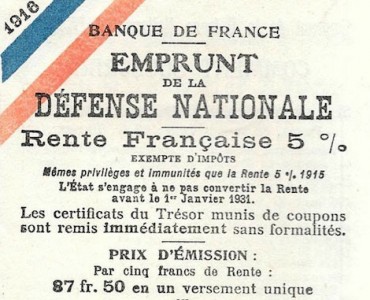 1916
BANQUE DE FRANCE
EMPRUNT
DE LA
DÉFENSE NATIONALE
Rente Française 5 %
EXEMPTE D'IMPÔTS
Mêmes privilèges et immunités que la Rente 5 % 1915
L'État s'engage à ne pas convertir la Rente
avant le 1er Janvier 1931.
Les certificats du Trésor munis de coupons
sont remis immédiatement sans formalités.
PRIX D'ÉMISSION :
Par cinq francs de Rente :
87 fr. 50 en un versement unique